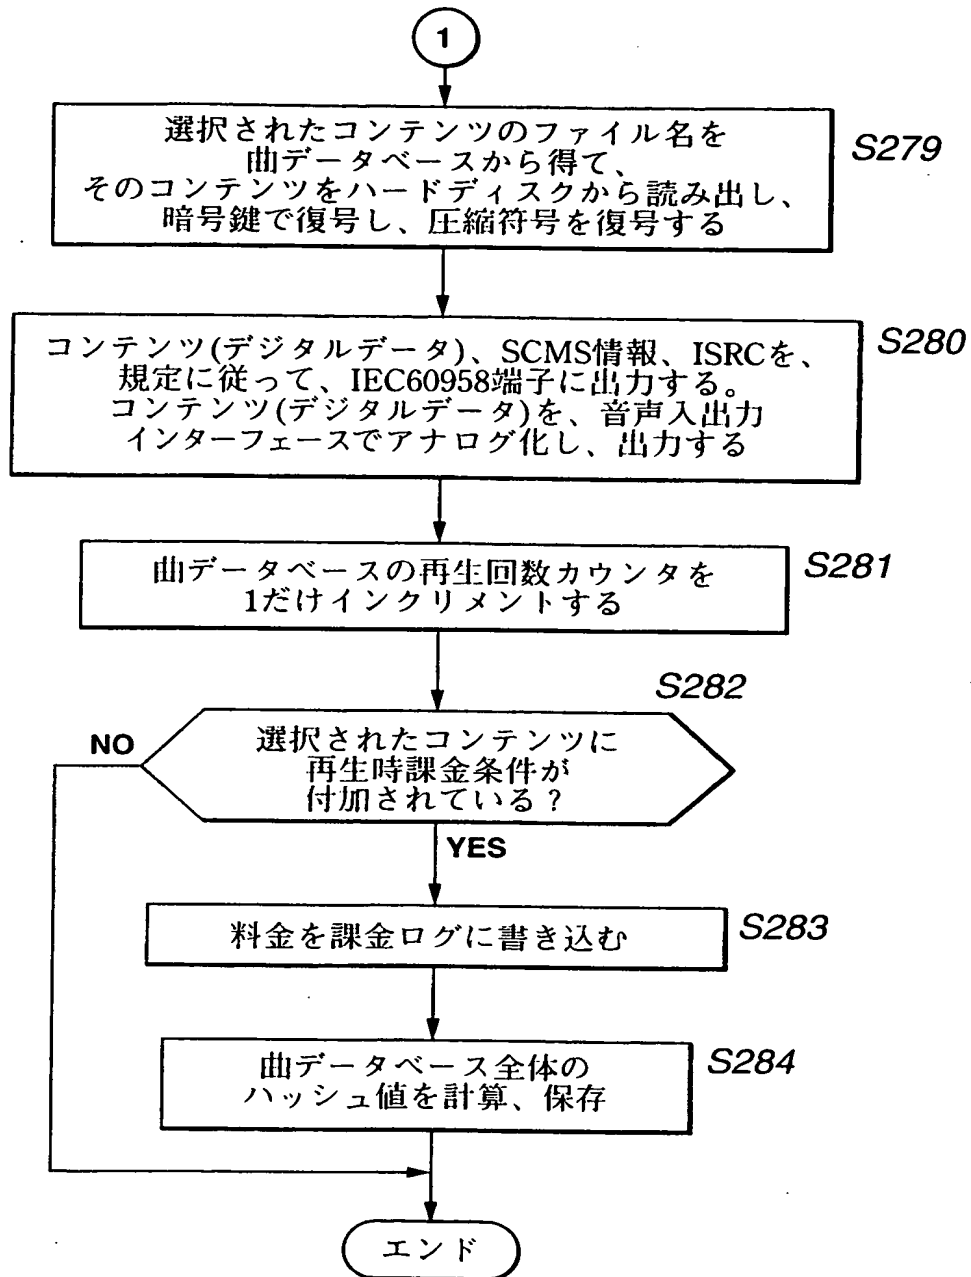 1
選択されたコンテンツのファイル名を
曲データベースから得て、
そのコンテンツをハードディスクから読み出し、
暗号鍵で復号し、圧縮符号を復号する
S279
コンテンツ(デジタルデータ)、SCMS情報、ISRCを、
規定に従って、IEC60958端子に出力する。
コンテンツ(デジタルデータ)を、音声入出力
インターフェースでアナログ化し、出力する
S280
曲データベースの再生回数カウンタを
1だけインクリメントする
S281
S282
NO
選択されたコンテンツに
再生時課金条件が
付加されている?
YES
料金を課金ログに書き込む
S283
曲データベース全体の
ハッシュ値を計算、保存
S284
エンド